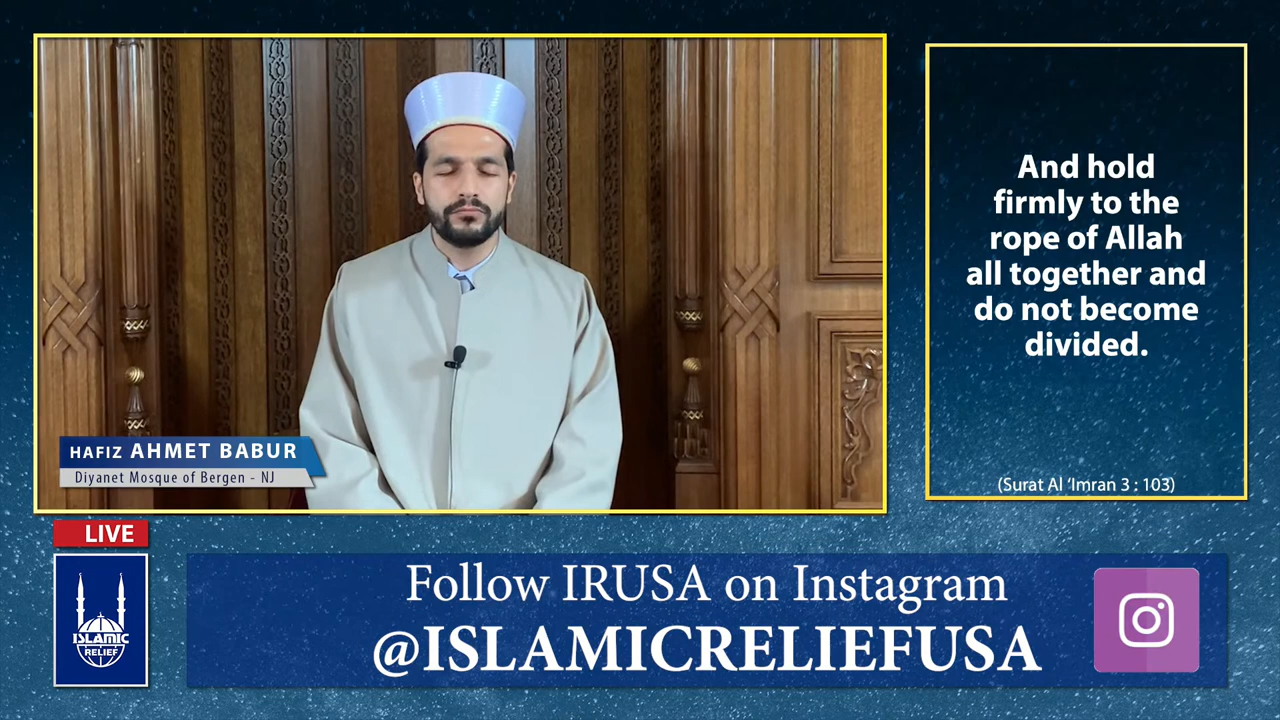 HAFIZ AHMET BABUR
Diyanet Mosque of Bergen - NJ
And hold
firmly to the
rope of Allah
all together and
do not become
divided.
(Surat Al ‘Imran 3 : 103)
LIVE
ISLAMIC
RELIEF
Follow IRUSA on Instagram
@ISLAMICRELIEFUSA